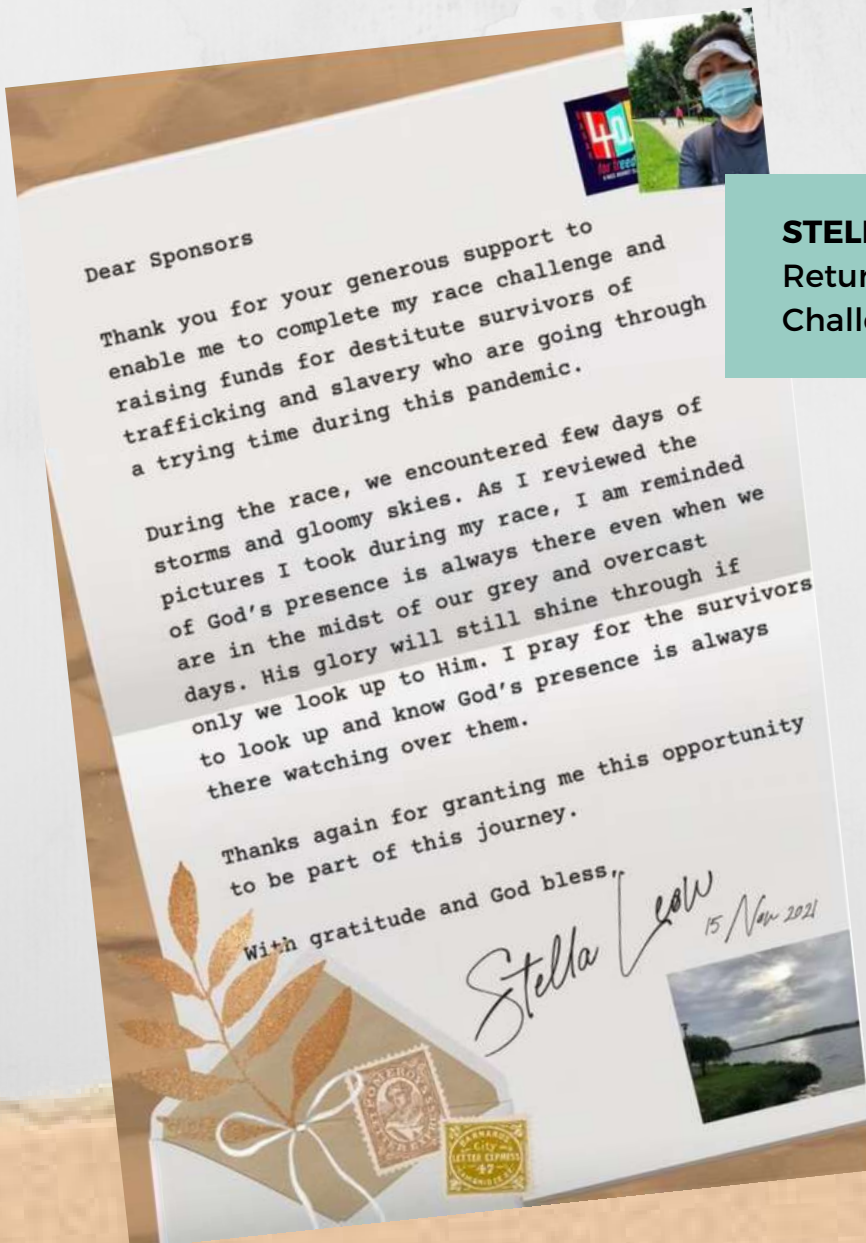 40.
for freed
Dear Sponsors
Thank you for your generous support to
enable me to complete my race challenge and
raising funds for destitute survivors of
trafficking and slavery who are going through
a trying time during this pandemic.
During the race, we encountered few days of
storms and gloomy skies. As I reviewed the
pictures I took during my race, I am reminded
of God's presence is always there even when we
are in the midst of our grey and overcast
days. His glory will still shine through if
only we look up to Him. I pray for the survivors
to look up and know God's presence is always
there watching over them.
Thanks again for granting me this opportunity
to be part of this journey.
With gratitude and God bless,
Stella Leow
15 Nov 2021
STELL
Retur
Challe
POMEROY'S
BARNARDS
City
LETTER EXPRESS
47